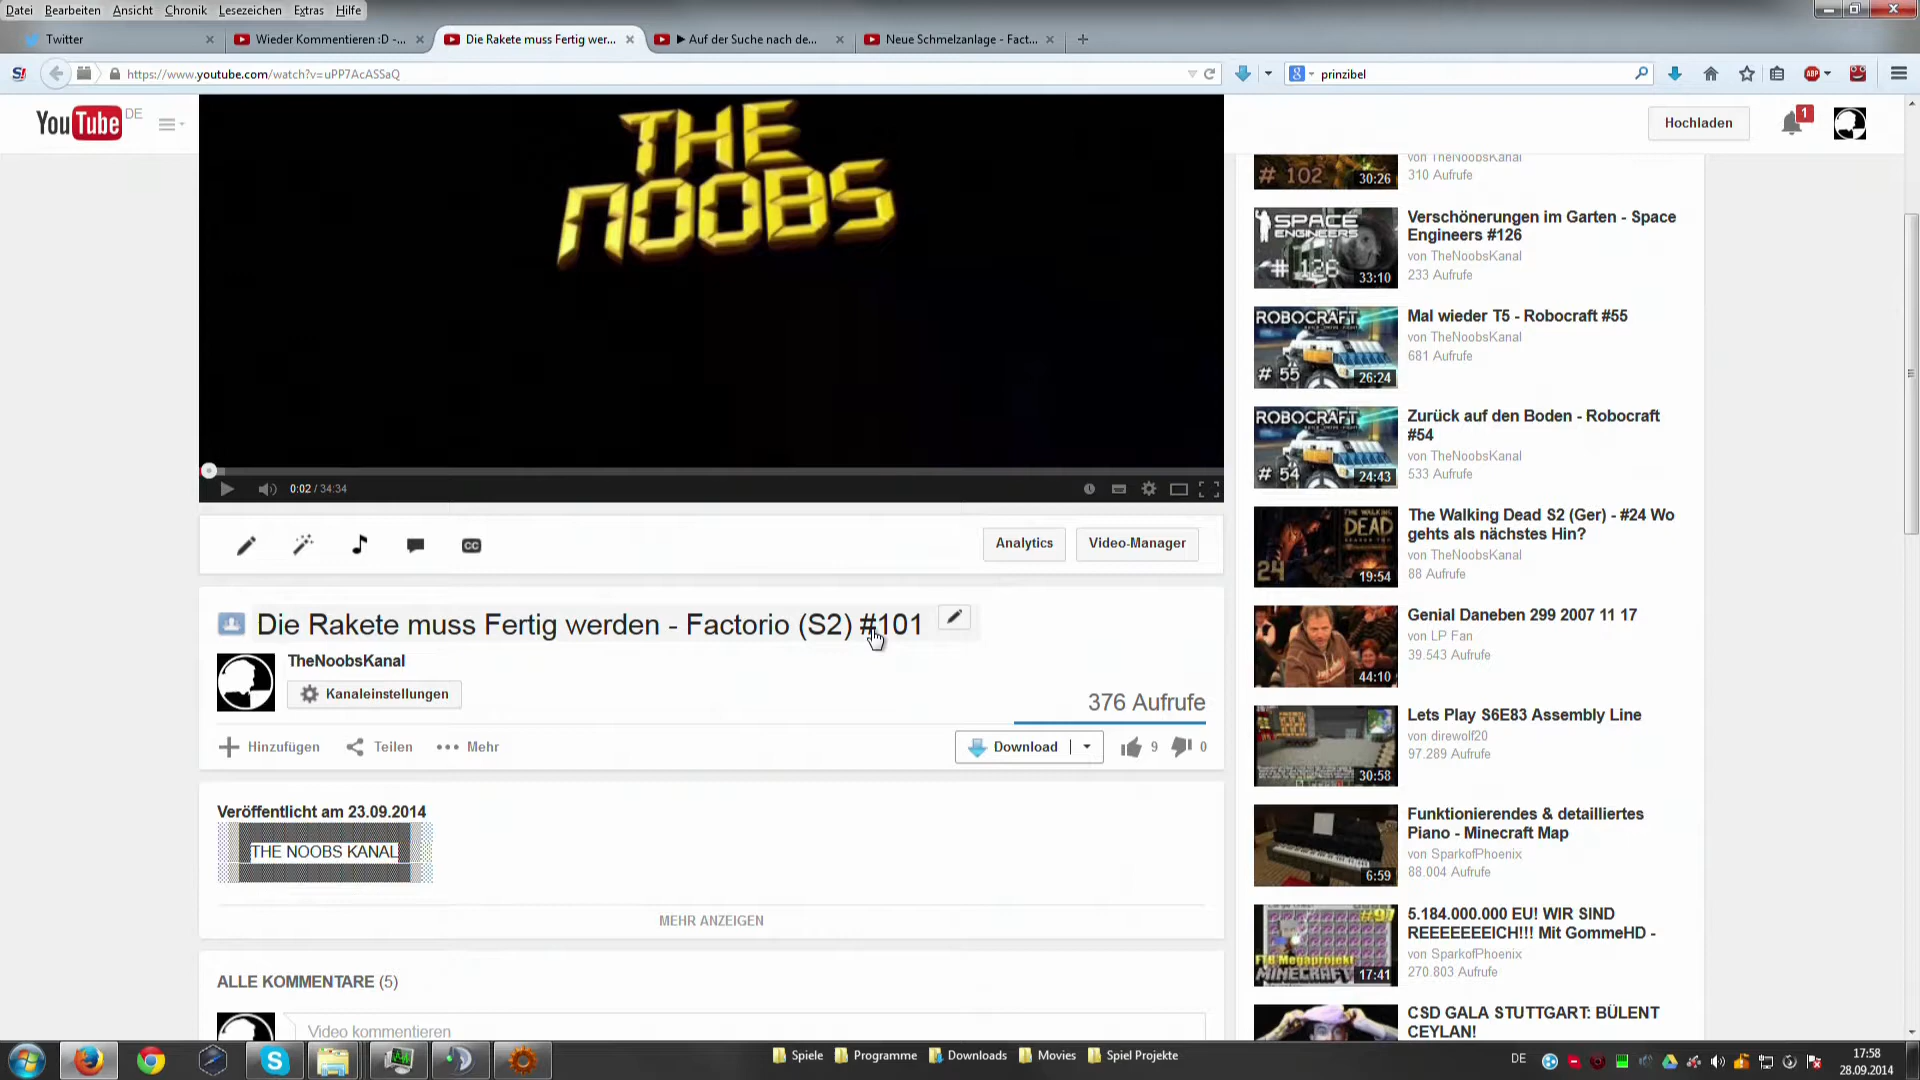 Datei Bearbeiten Ansicht Chronik Lesezeichen Extras Hilfe
Twitter
Wieder Kommentieren :D -...
Die Rakete muss Fertig wer...
▶ Auf der Suche nach de...
Neue Schmelzanlage - Fact...
https://www.youtube.com/watch?v=uPP7AcASSaQ
prinzibel
ABP
YouTube DE
Hochladen
1
THE
NOOBS
0:02 / 34:34
Analytics
Video-Manager
Die Rakete muss Fertig werden - Factorio (S2) #101
TheNoobsKanal
Kanaleinstellungen
376 Aufrufe
Hinzufügen
Teilen
Mehr
Download
9
0
Veröffentlicht am 23.09.2014
THE NOOBS KANAL
MEHR ANZEIGEN
ALLE KOMMENTARE (5)
Video kommentieren
# 102
30:26
von TheNoobsKanal
310 Aufrufe
SPACE
ENGINEERS
# 126
33:10
Verschönerungen im Garten - Space
Engineers #126
von TheNoobsKanal
233 Aufrufe
ROBOCRAFT
# 55
26:24
Mal wieder T5 - Robocraft #55
von TheNoobsKanal
681 Aufrufe
ROBOCRAFT
# 54
24:43
Zurück auf den Boden - Robocraft
#54
von TheNoobsKanal
533 Aufrufe
THE WALKING
DEAD
24
19:54
The Walking Dead S2 (Ger) - #24 Wo
gehts als nächstes Hin?
von TheNoobsKanal
88 Aufrufe
44:10
Genial Daneben 299 2007 11 17
von LP Fan
39.543 Aufrufe
30:58
Lets Play S6E83 Assembly Line
von direwolf20
97.289 Aufrufe
6:59
Funktionierendes & detailliertes
Piano - Minecraft Map
von SparkofPhoenix
88.004 Aufrufe
#97
FTB Megaprojekt
MINECRAFT
17:41
5.184.000.000 EU! WIR SIND
REEEEEEEICH!!! Mit GommeHD -
von SparkofPhoenix
270.803 Aufrufe
CSD GALA STUTTGART: BÜLENT
CEYLAN!
Spiele
Programme
Downloads
Movies
Spiel Projekte
DE
17:58
28.09.2014